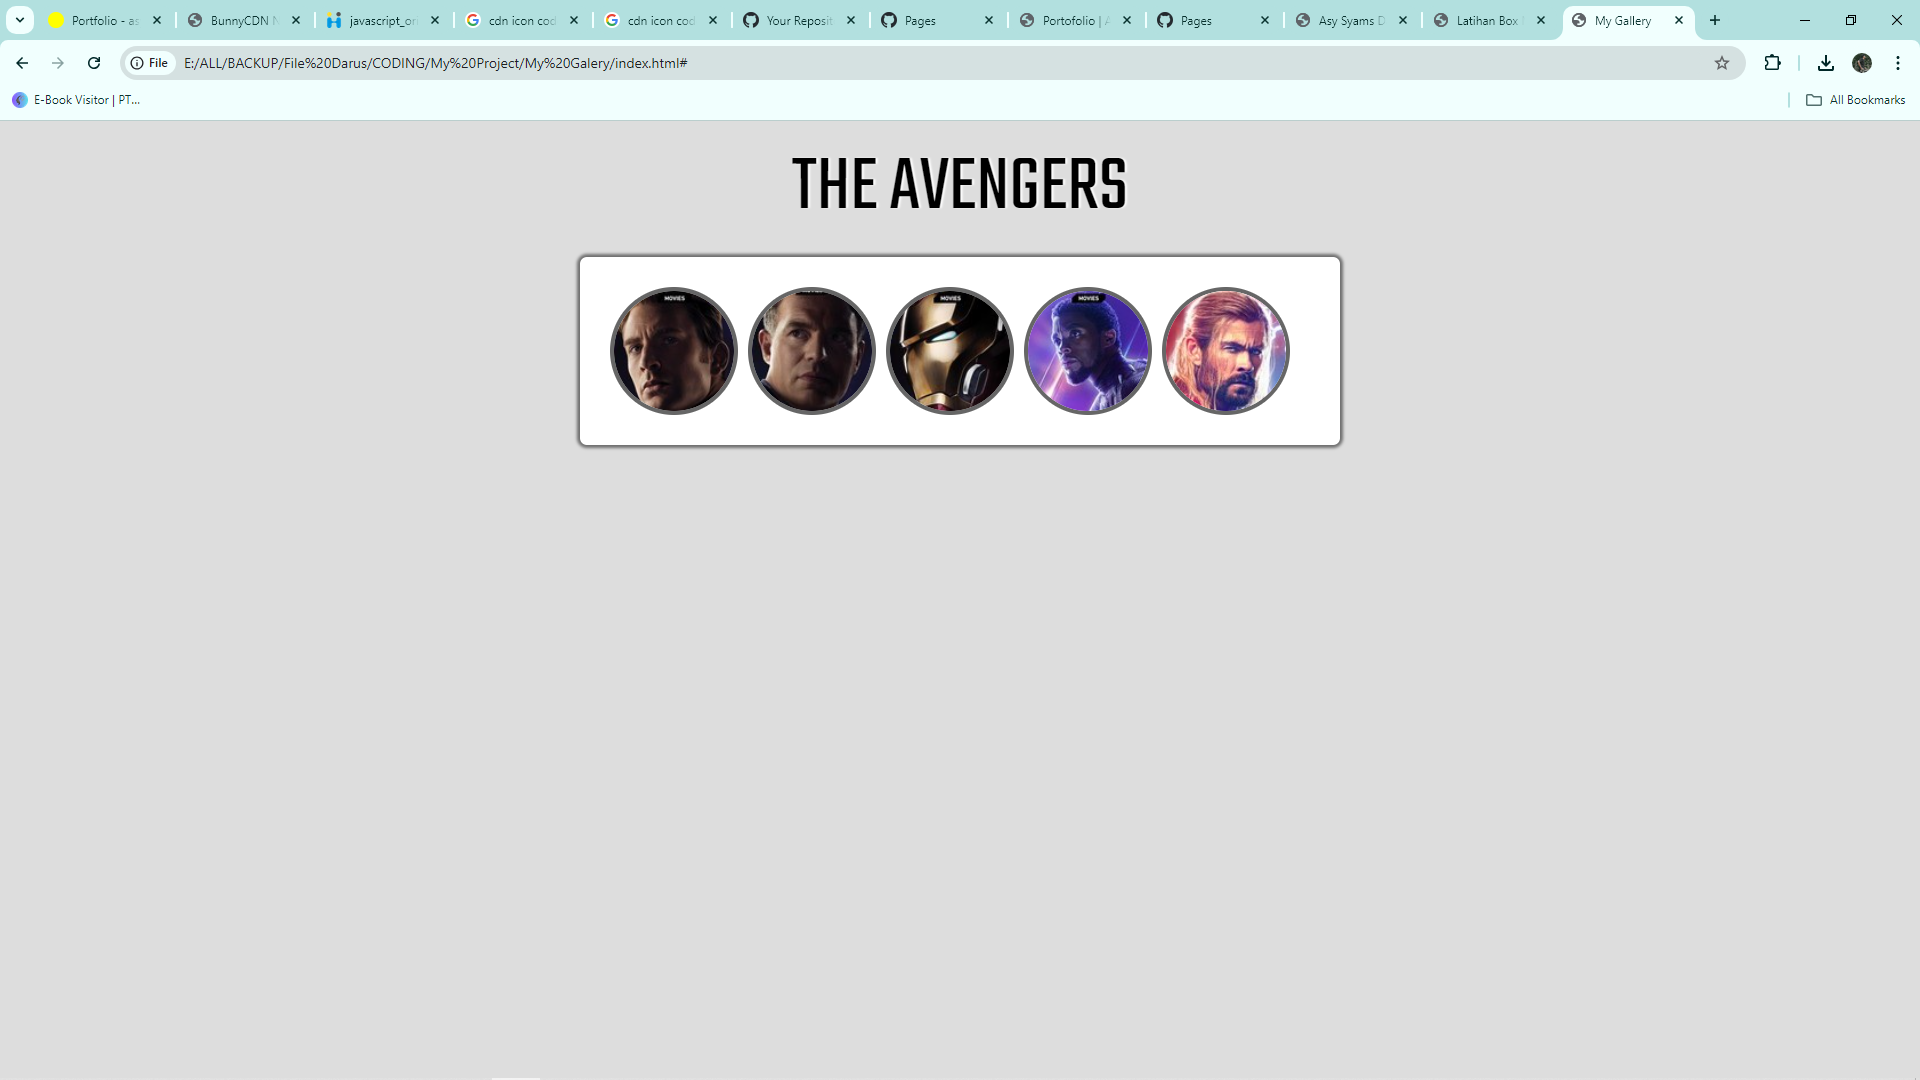 Portfolio - as
BunnyCDN N
javascript_ori
cdn icon cod
cdn icon cod
Your Reposit
Pages
Portofolio | A
Pages
Asy Syams D
Latihan Box
My Gallery
File
E:/ALL/BACKUP/File%20Darus/CODING/My%20Project/My%20Galery/index.html#
E-Book Visitor | PT...
All Bookmarks
THE AVENGERS
MOVIES
MOVIES
MOVIES